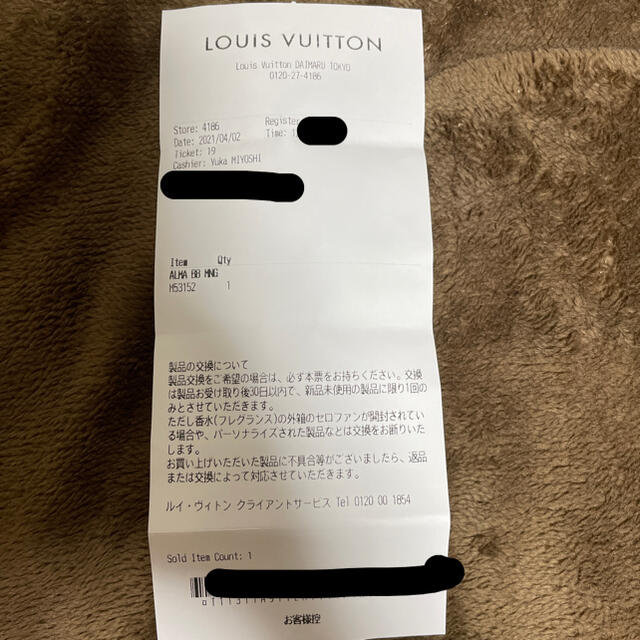 LOUIS VUITTON
Louis Vuitton DAIMARU TOKYO
0120-27-4186
Store: 4186 Register
Date: 2021/04/02 Time: 1
Ticket: 19
Cashier: Yuka MIYOSHI
Item Qty
ALMA BB MNG
M53152 1
製品の交換について
製品交換をご希望の場合は、必ず本票をお持ちください。交換
は製品お受け取り後30日以内で、新品未使用の製品に限り1回の
みとさせていただきます。
ただし香水(フレグランス)の外箱のセロファンが開封されてい
る場合や、パーソナライズされた製品などは交換をお断りいた
します。
お買い上げいただいた製品に不具合等がございましたら、返品
または交換によって対応させていただきます。
ルイ・ヴィトン クライアントサービス Tel 0120 00 1854
Sold Item Count: 1
お客様控